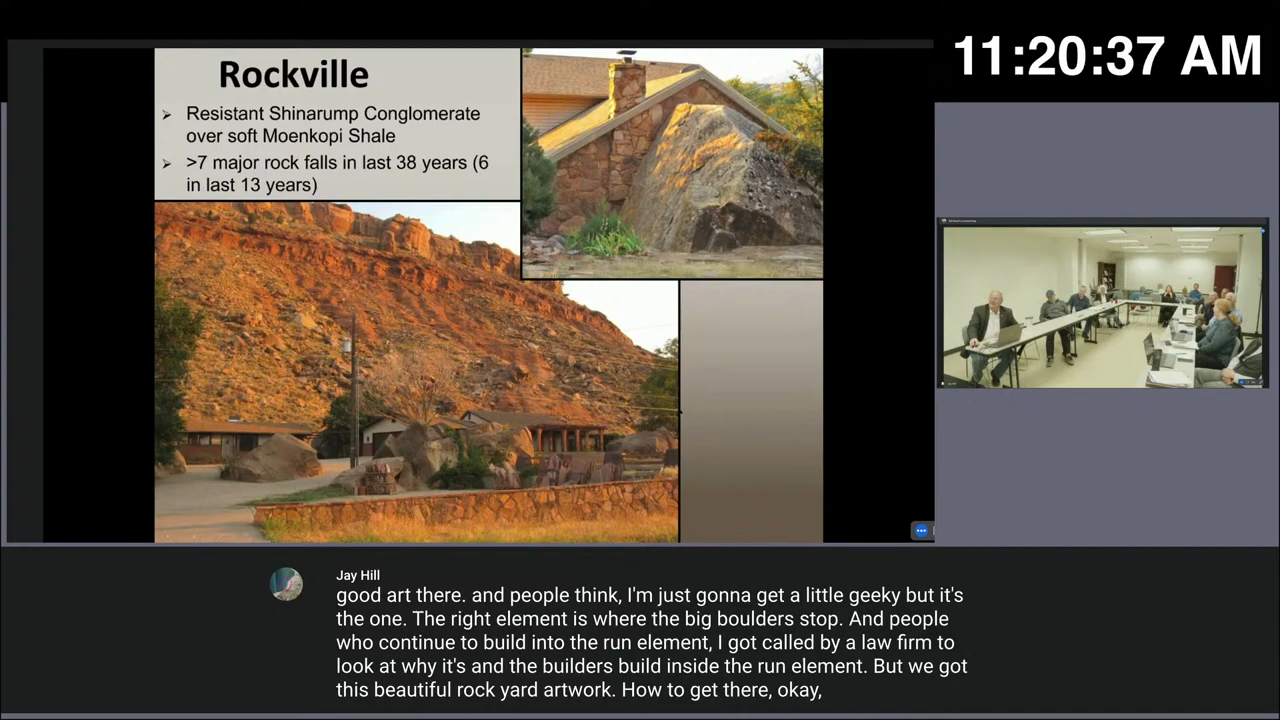 11:20:37 AM
Rockville
➢ Resistant Shinarump Conglomerate
over soft Moenkopi Shale
➢ >7 major rock falls in last 38 years (6
in last 13 years)
Jay Hill
good art there. and people think, I'm just gonna get a little geeky but it's
the one. The right element is where the big boulders stop. And people
who continue to build into the run element, I got called by a law firm to
look at why it's and the builders build inside the run element. But we got
this beautiful rock yard artwork. How to get there, okay,